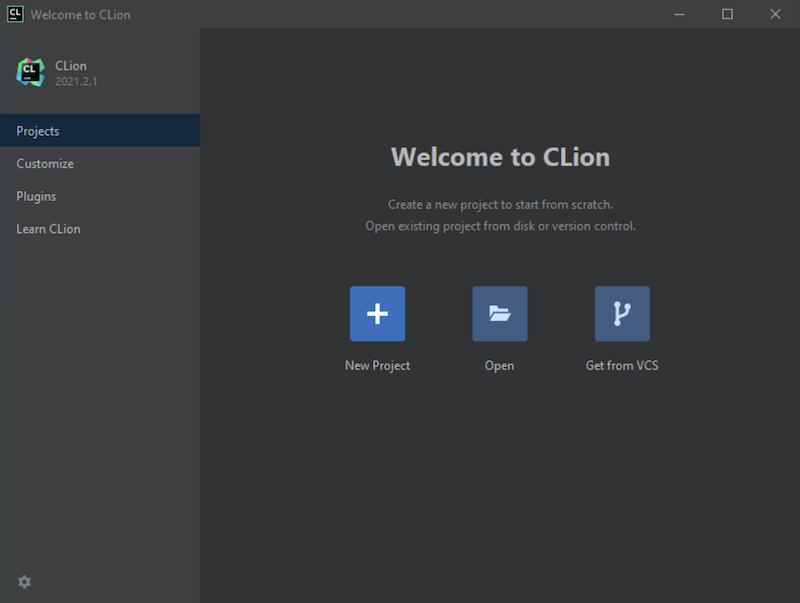 CL
Welcome to CLion
CL
CLion
2021.2.1
Projects
Customize
Plugins
Learn CLion
Welcome to CLion
Create a new project to start from scratch.
Open existing project from disk or version control.
New Project
Open
Get from VCS